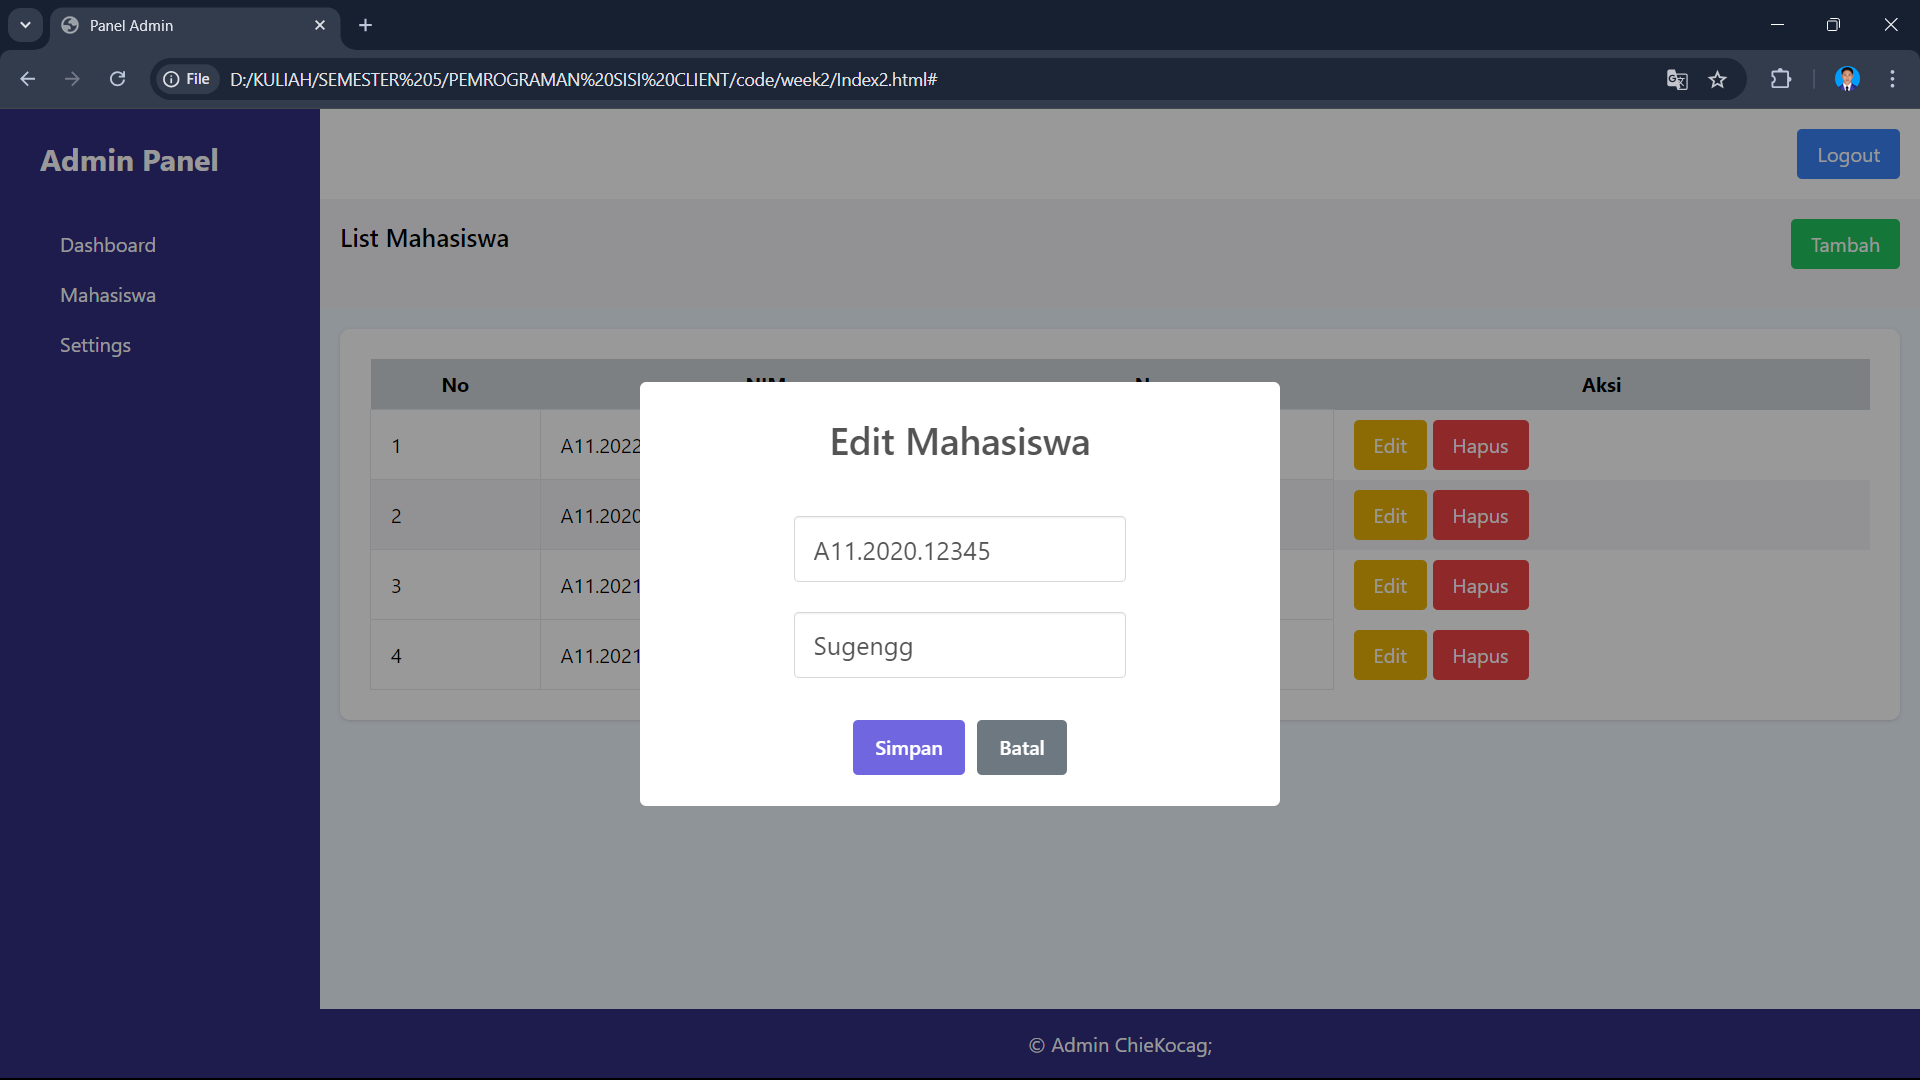 Panel Admin
File D:/KULIAH/SEMESTER%205/PEMROGRAMAN%20SISI%20CLIENT/code/week2/Index2.html#
Admin Panel
Logout
Dashboard
Mahasiswa
Settings
List Mahasiswa
Tambah
No Aksi
1 A11.2022 Edit Hapus
2 A11.2020 Edit Hapus
3 A11.2021 Edit Hapus
4 A11.2021 Edit Hapus
Edit Mahasiswa
A11.2020.12345
Sugengg
Simpan Batal
© Admin ChieKocag;